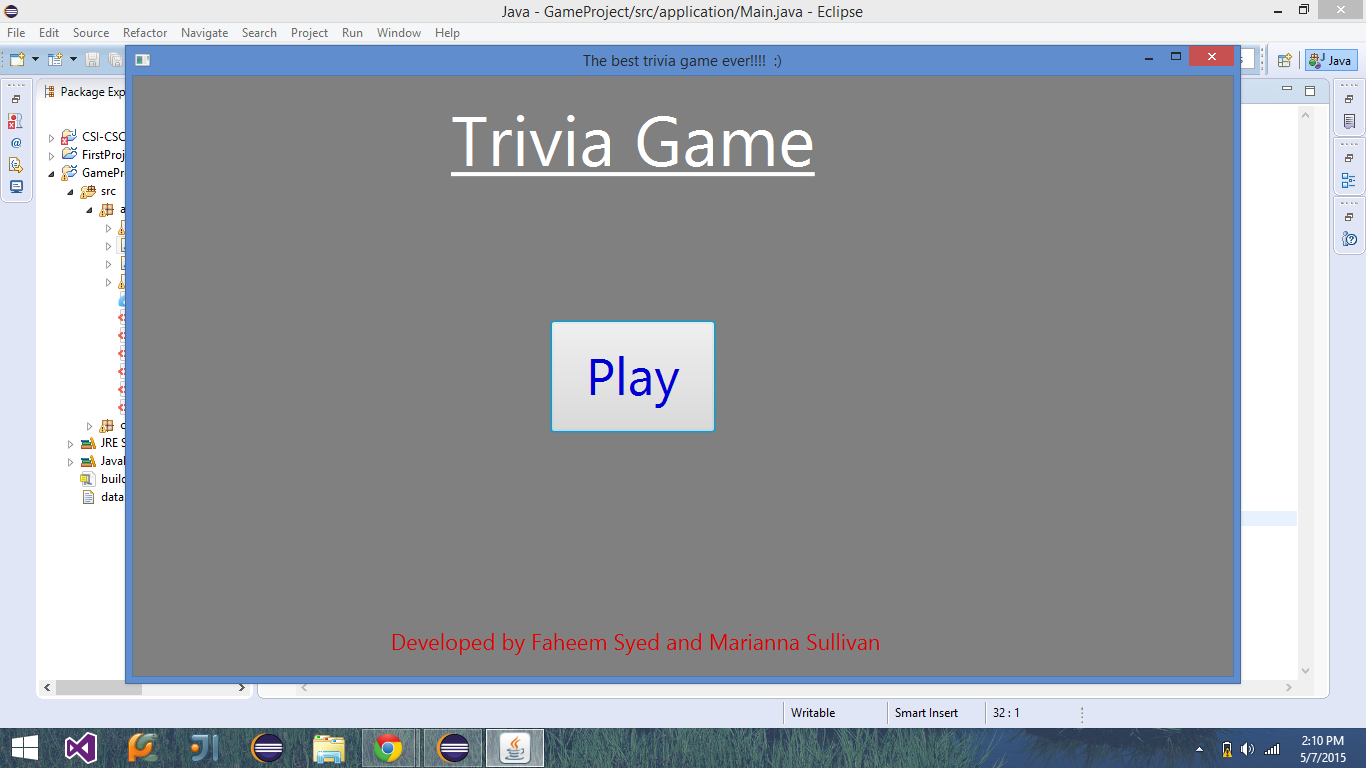 Java - GameProject/src/application/Main.java - Eclipse
File Edit Source Refactor Navigate Search Project Run Window Help
The best trivia game ever!!!! :)
Java
Package Exp
CSI-CSC
FirstProj
GamePr
src
a
JRE S
Java
build
data
Trivia Game
Play
Developed by Faheem Syed and Marianna Sullivan
Writable Smart Insert 32 : 1
2:10 PM
5/7/2015